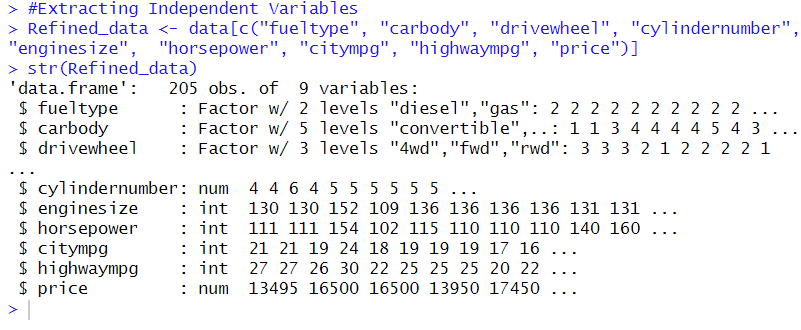 > #Extracting Independent Variables
> Refined_data <- data[c("fueltype", "carbody", "drivewheel", "cylindernumber",
"enginesize",  "horsepower", "citympg", "highwaympg", "price")]
> str(Refined_data)
'data.frame':   205 obs. of  9 variables:
 $ fueltype      : Factor w/ 2 levels "diesel","gas": 2 2 2 2 2 2 2 2 2 2 ...
 $ carbody       : Factor w/ 5 levels "convertible",..: 1 1 3 4 4 4 4 5 4 3 ...
 $ drivewheel    : Factor w/ 3 levels "4wd","fwd","rwd": 3 3 3 2 1 2 2 2 2 1
...
 $ cylindernumber: num  4 4 6 4 5 5 5 5 5 5 ...
 $ enginesize    : int  130 130 152 109 136 136 136 136 131 131 ...
 $ horsepower    : int  111 111 154 102 115 110 110 110 140 160 ...
 $ citympg       : int  21 21 19 24 18 19 19 19 17 16 ...
 $ highwaympg    : int  27 27 26 30 22 25 25 25 20 22 ...
 $ price         : num  13495 16500 16500 13950 17450 ...
>